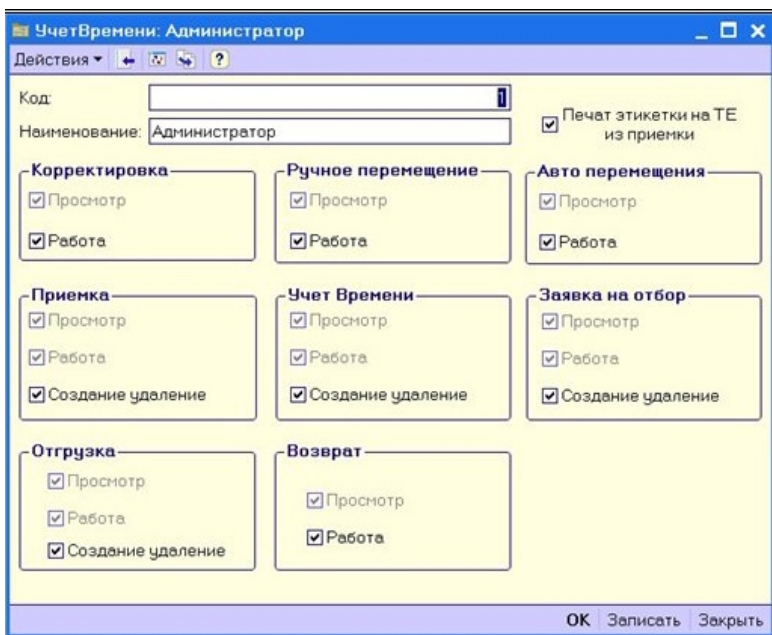 УчетВремени: Администратор
Действия
Код: 1
Наименование: Администратор
Печат этикетки на ТЕ
из приемки
Корректировка
Просмотр
Работа
Ручное перемещение
Просмотр
Работа
Авто перемещения
Просмотр
Работа
Приемка
Просмотр
Работа
Создание удаление
Учет Времени
Просмотр
Работа
Создание удаление
Заявка на отбор
Просмотр
Работа
Создание удаление
Отгрузка
Просмотр
Работа
Создание удаление
Возврат
Просмотр
Работа
OK Записать Закрыть